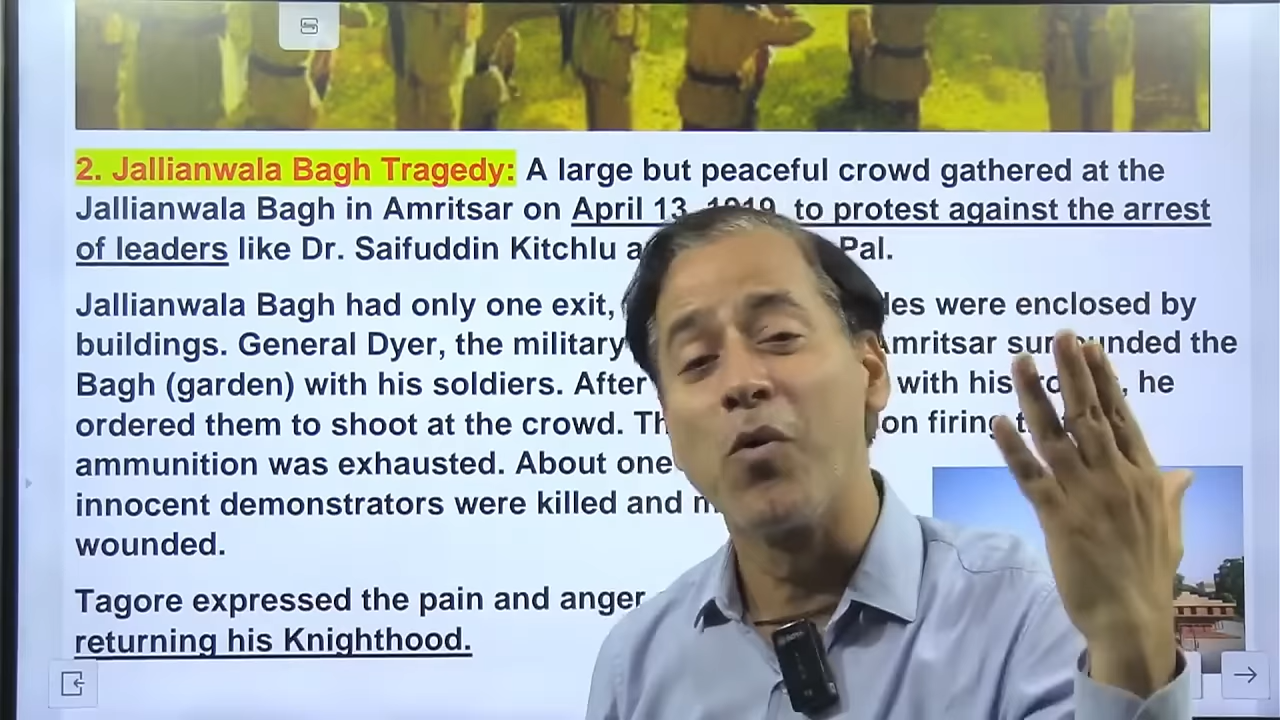 2. Jallianwala Bagh Tragedy: A large but peaceful crowd gathered at the
Jallianwala Bagh in Amritsar on April 13, 1919, to protest against the arrest
of leaders like Dr. Saifuddin Kitchlu Pal.
Jallianwala Bagh had only one exit, were enclosed by
buildings. General Dyer, the military Amritsar surrounded the
Bagh (garden) with his soldiers. After with his he
ordered them to shoot at the crowd. on firing
ammunition was exhausted. About one
innocent demonstrators were killed and
wounded.
Tagore expressed the pain and anger
returning his Knighthood.